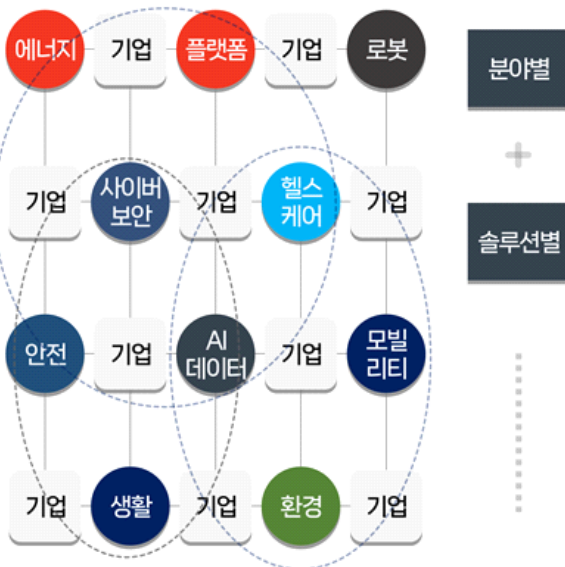 에너지 기업 플랫폼 기업 로봇
분야별
기업 사이버 보안 기업 헬스 케어 기업
솔루션별
안전 기업 AI 데이터 기업 모빌 리티
기업 생활 기업 환경 기업